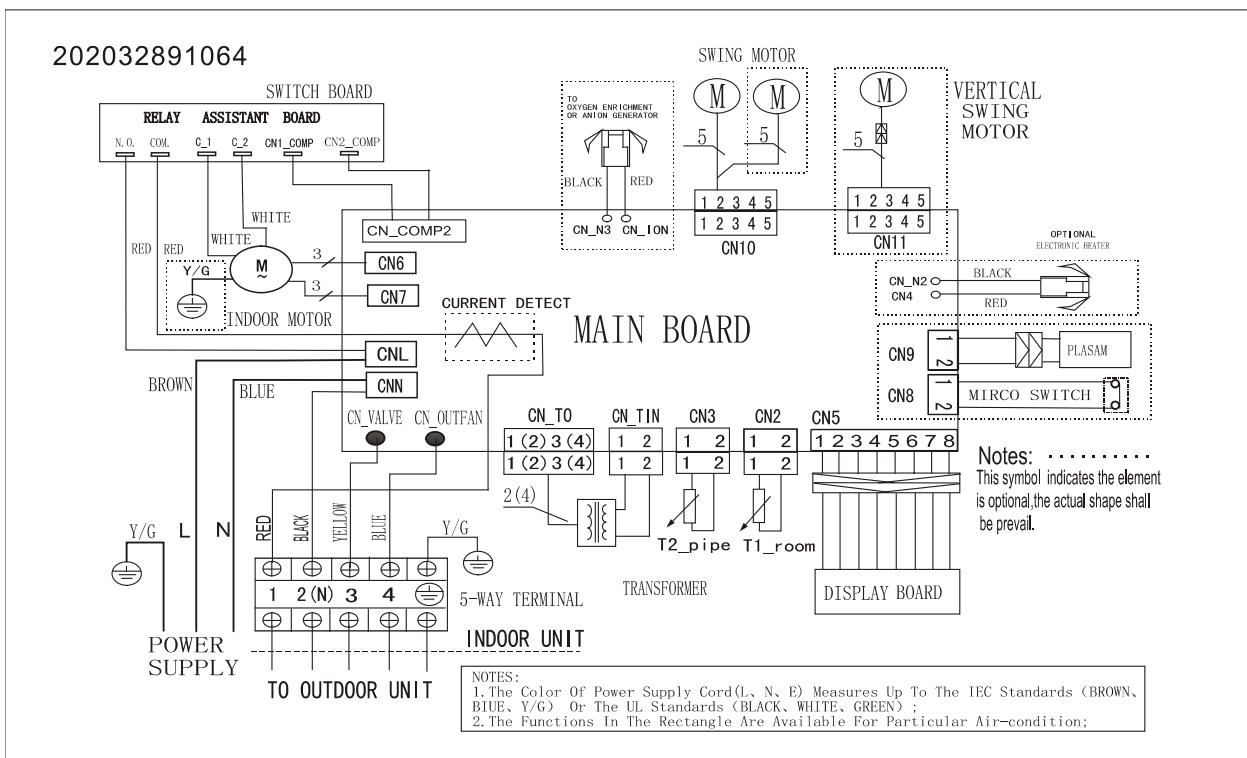 202032891064
SWITCH BOARD
RELAY ASSISTANT BOARD
N.O. COM. C_1 C_2 CN1_COMP CN2_COMP
WHITE
WHITE
RED RED
Y/G
M
~
INDOOR MOTOR
3
3
CN_COMP2
CN6
CN7
CURRENT DETECT
MAIN BOARD
CNL
CNN
BROWN
BLUE
TO
OXYGEN ENRICHMENT
OR ANION GENERATOR
BLACK RED
CN_N3 CN_ION
SWING MOTOR
M M
5 5
1 2 3 4 5
1 2 3 4 5
CN10
M
VERTICAL
SWING
MOTOR
5
1 2 3 4 5
1 2 3 4 5
CN11
OPTIONAL
ELECTRONIC HEATER
CN_N2 BLACK
CN4 RED
CN9 1 2 PLASAM
CN8 1 2 MIRCO SWITCH
CN_VALVE CN_OUTFAN
CN_TO CN_TIN CN3 CN2 CN5
1(2)3(4) 1 2 1 2 1 2 1 2 3 4 5 6 7 8
1(2)3(4) 1 2 1 2 1 2
2(4)
T2_pipe T1_room
TRANSFORMER
DISPLAY BOARD
Notes: ········
This symbol indicates the element
is optional,the actual shape shall
be prevail.
Y/G L N
RED BLACK YELLOW BLUE Y/G
1 2(N) 3 4
5-WAY TERMINAL
POWER
SUPPLY
INDOOR UNIT
TO OUTDOOR UNIT
NOTES:
1.The Color Of Power Supply Cord(L、N、E) Measures Up To The IEC Standards (BROWN、
BIUE、Y/G) Or The UL Standards (BLACK、WHITE、GREEN) ;
2.The Functions In The Rectangle Are Available For Particular Air-condition;